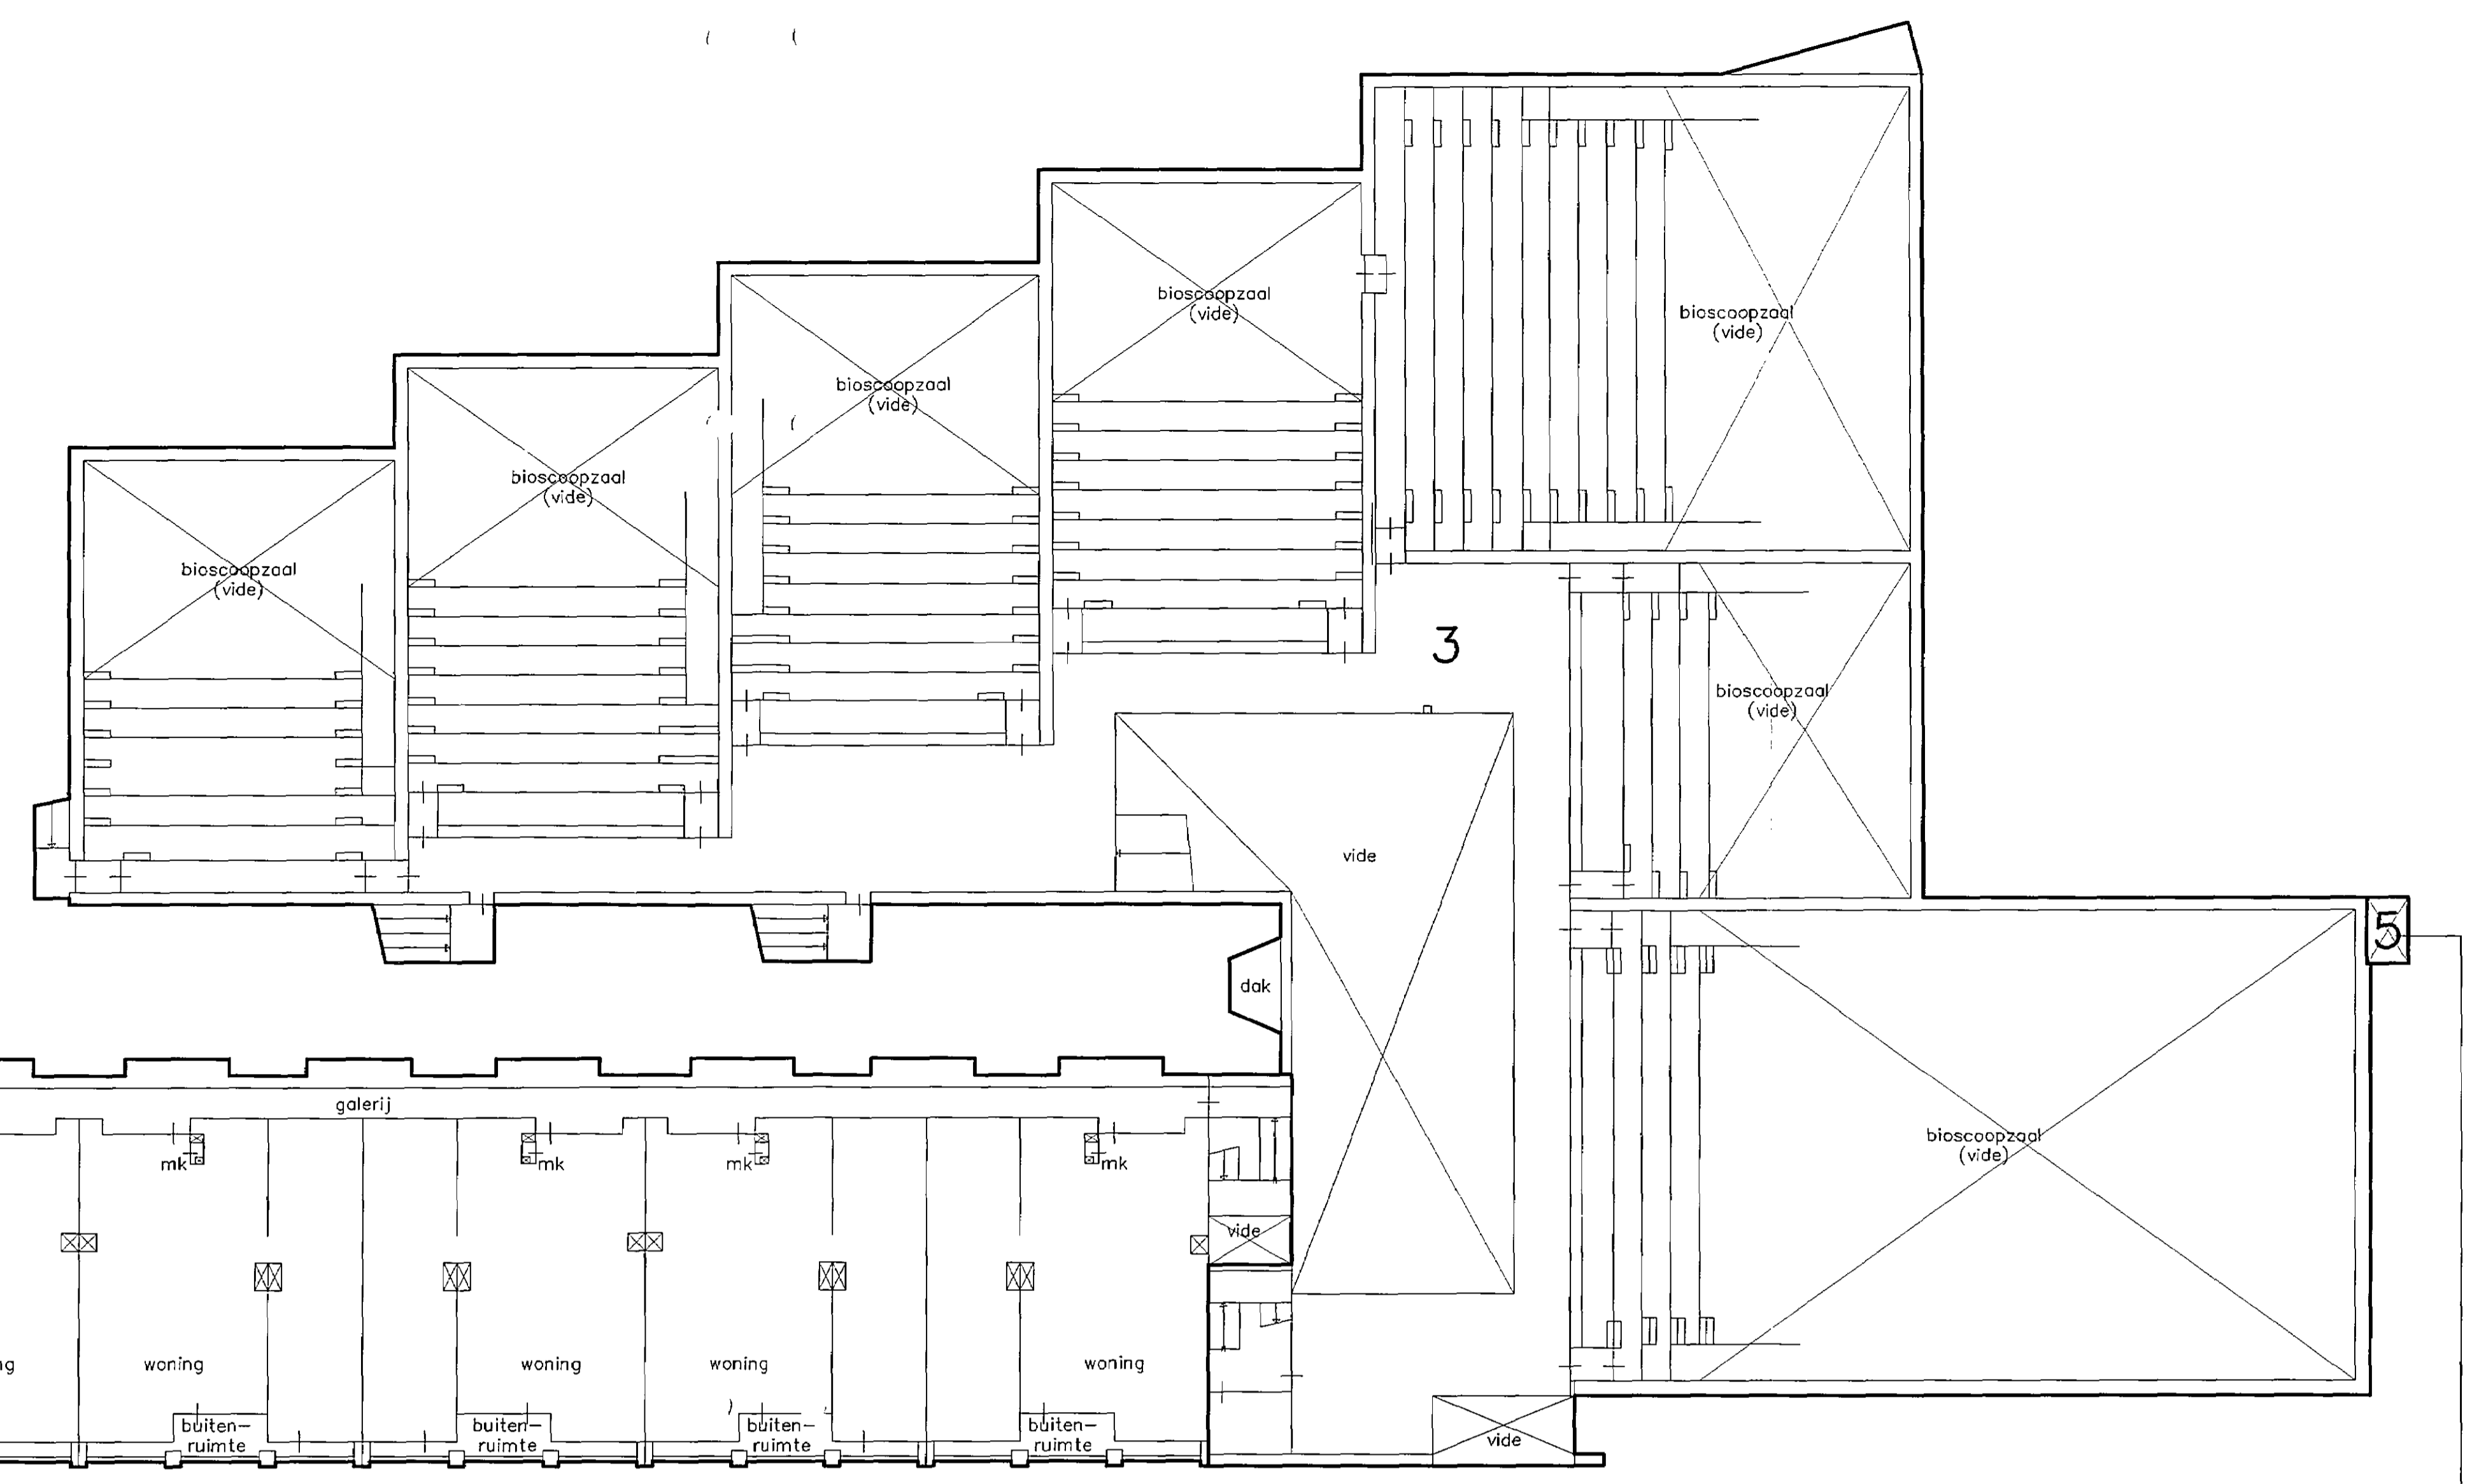 bioscoopzaal
(vide)
bioscoopzaal
(vide)
bioscoopzaal
(vide)
bioscoopzaal
(vide)
bioscoopzaal
(vide)
3
bioscoopzaal
(vide)
vide
5
dak
galerij
mk
mk
mk
mk
bioscoopzaal
(vide)
vide
ng
woning
woning
woning
woning
buiten-
ruimte
buiten-
ruimte
buiten-
ruimte
buiten-
ruimte
vide